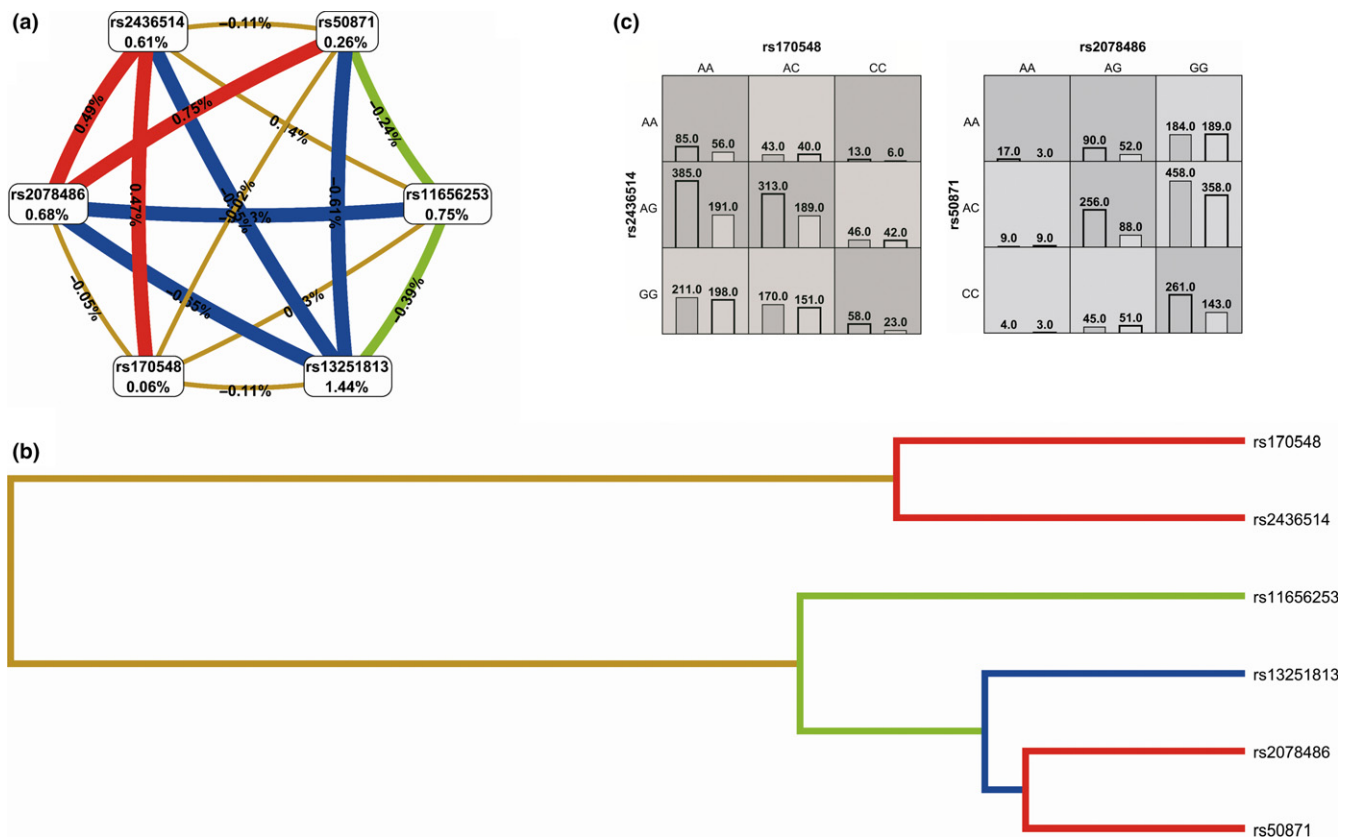 (a)
rs2436514
0.61%
–0.11%
rs50871
0.26%
0.49%
0.75%
–0.24%
rs2078486
0.68%
0.47%
–0.02%
–0.61%
rs11656253
0.75%
–0.05%
–0.39%
rs170548
0.06%
–0.11%
rs13251813
1.44%
(c)
rs170548
AA AC CC
rs2436514
AA
85.0 56.0 43.0 40.0 13.0 6.0
AG
385.0 191.0 313.0 189.0 46.0 42.0
GG
211.0 198.0 170.0 151.0 58.0 23.0
rs2078486
AA AG GG
rs50871
AA
17.0 3.0 90.0 52.0 184.0 189.0
AC
9.0 9.0 256.0 88.0 458.0 358.0
CC
4.0 3.0 45.0 51.0 261.0 143.0
(b)
rs170548
rs2436514
rs11656253
rs13251813
rs2078486
rs50871